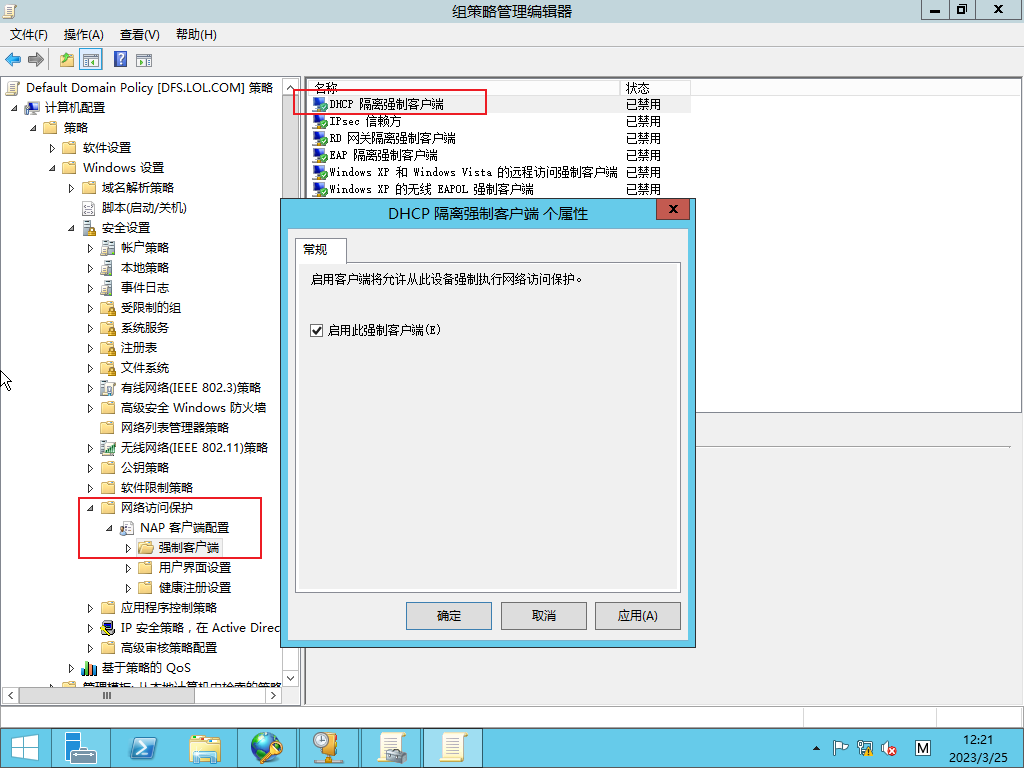 组策略管理编辑器
文件(F) 操作(A) 查看(V) 帮助(H)
Default Domain Policy [DFS.LOL.COM] 策略
计算机配置
策略
软件设置
Windows 设置
域名解析策略
脚本(启动/关机)
安全设置
帐户策略
本地策略
事件日志
受限制的组
系统服务
注册表
文件系统
有线网络(IEEE 802.3)策略
高级安全 Windows 防火墙
网络列表管理器策略
无线网络(IEEE 802.11)策略
公钥策略
软件限制策略
网络访问保护
NAP 客户端配置
强制客户端
用户界面设置
健康注册设置
应用程序控制策略
IP 安全策略，在 Active Direc
高级审核策略配置
基于策略的 QoS
管理模板: 从本地计算机中检索的策略
名称 状态
DHCP 隔离强制客户端 已禁用
IPsec 信赖方 已禁用
RD 网关隔离强制客户端 已禁用
EAP 隔离强制客户端 已禁用
Windows XP 和 Windows Vista 的远程访问强制客户端 已禁用
Windows XP 的无线 EAPOL 强制客户端 已禁用
DHCP 隔离强制客户端 个属性
常规
启用客户端将允许从此设备强制执行网络访问保护。
启用此强制客户端(E)
确定 取消 应用(A)
M
12:21
2023/3/25